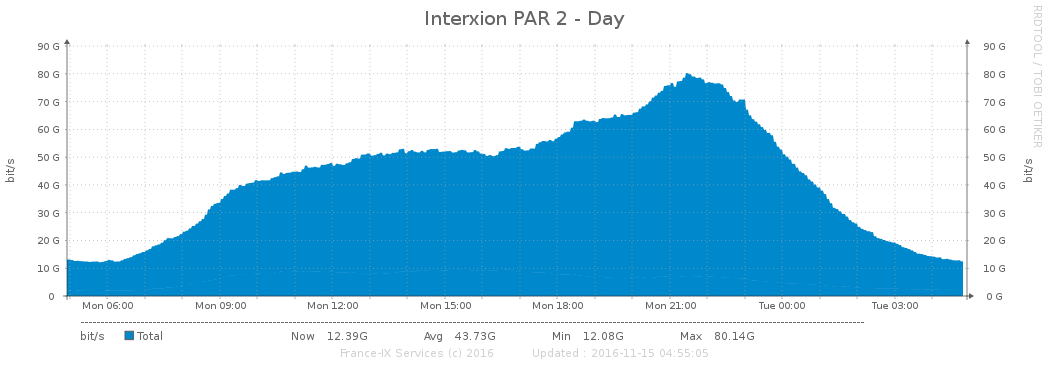 Interxion PAR 2 - Day
RRDTOOL / TOBI OETIKER
90 G 90 G
80 G 80 G
70 G 70 G
60 G 60 G
50 G 50 G
40 G 40 G
30 G 30 G
20 G 20 G
10 G 10 G
0 0 G
bit/s
bit/s
Mon 06:00 Mon 09:00 Mon 12:00 Mon 15:00 Mon 18:00 Mon 21:00 Tue 00:00 Tue 03:00
bit/s Total Now 12.39G Avg 43.73G Min 12.08G Max 80.14G
France-IX Services (c) 2016 Updated : 2016-11-15 04:55:05